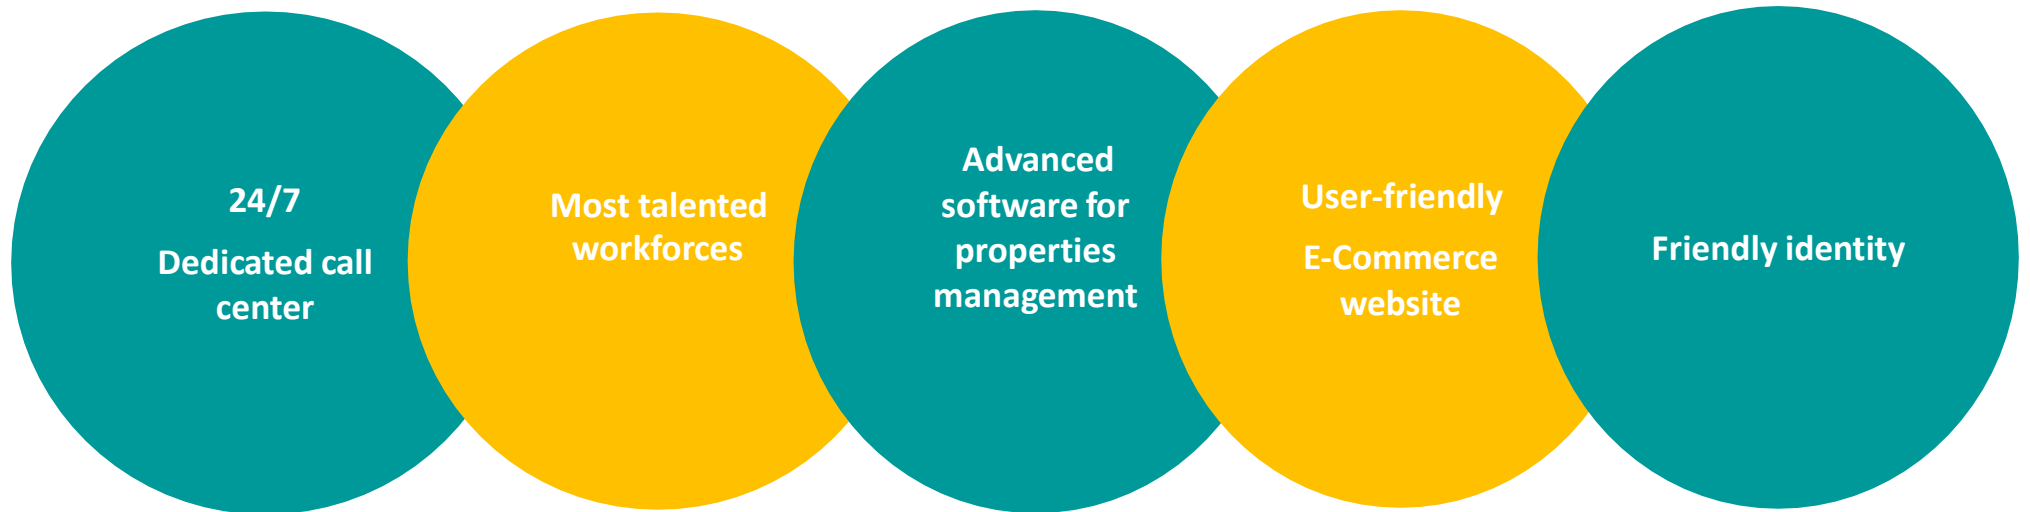 24/7
Dedicated call
center
Most talented
workforces
Advanced
software for
properties
management
User-friendly
E-Commerce
website
Friendly identity